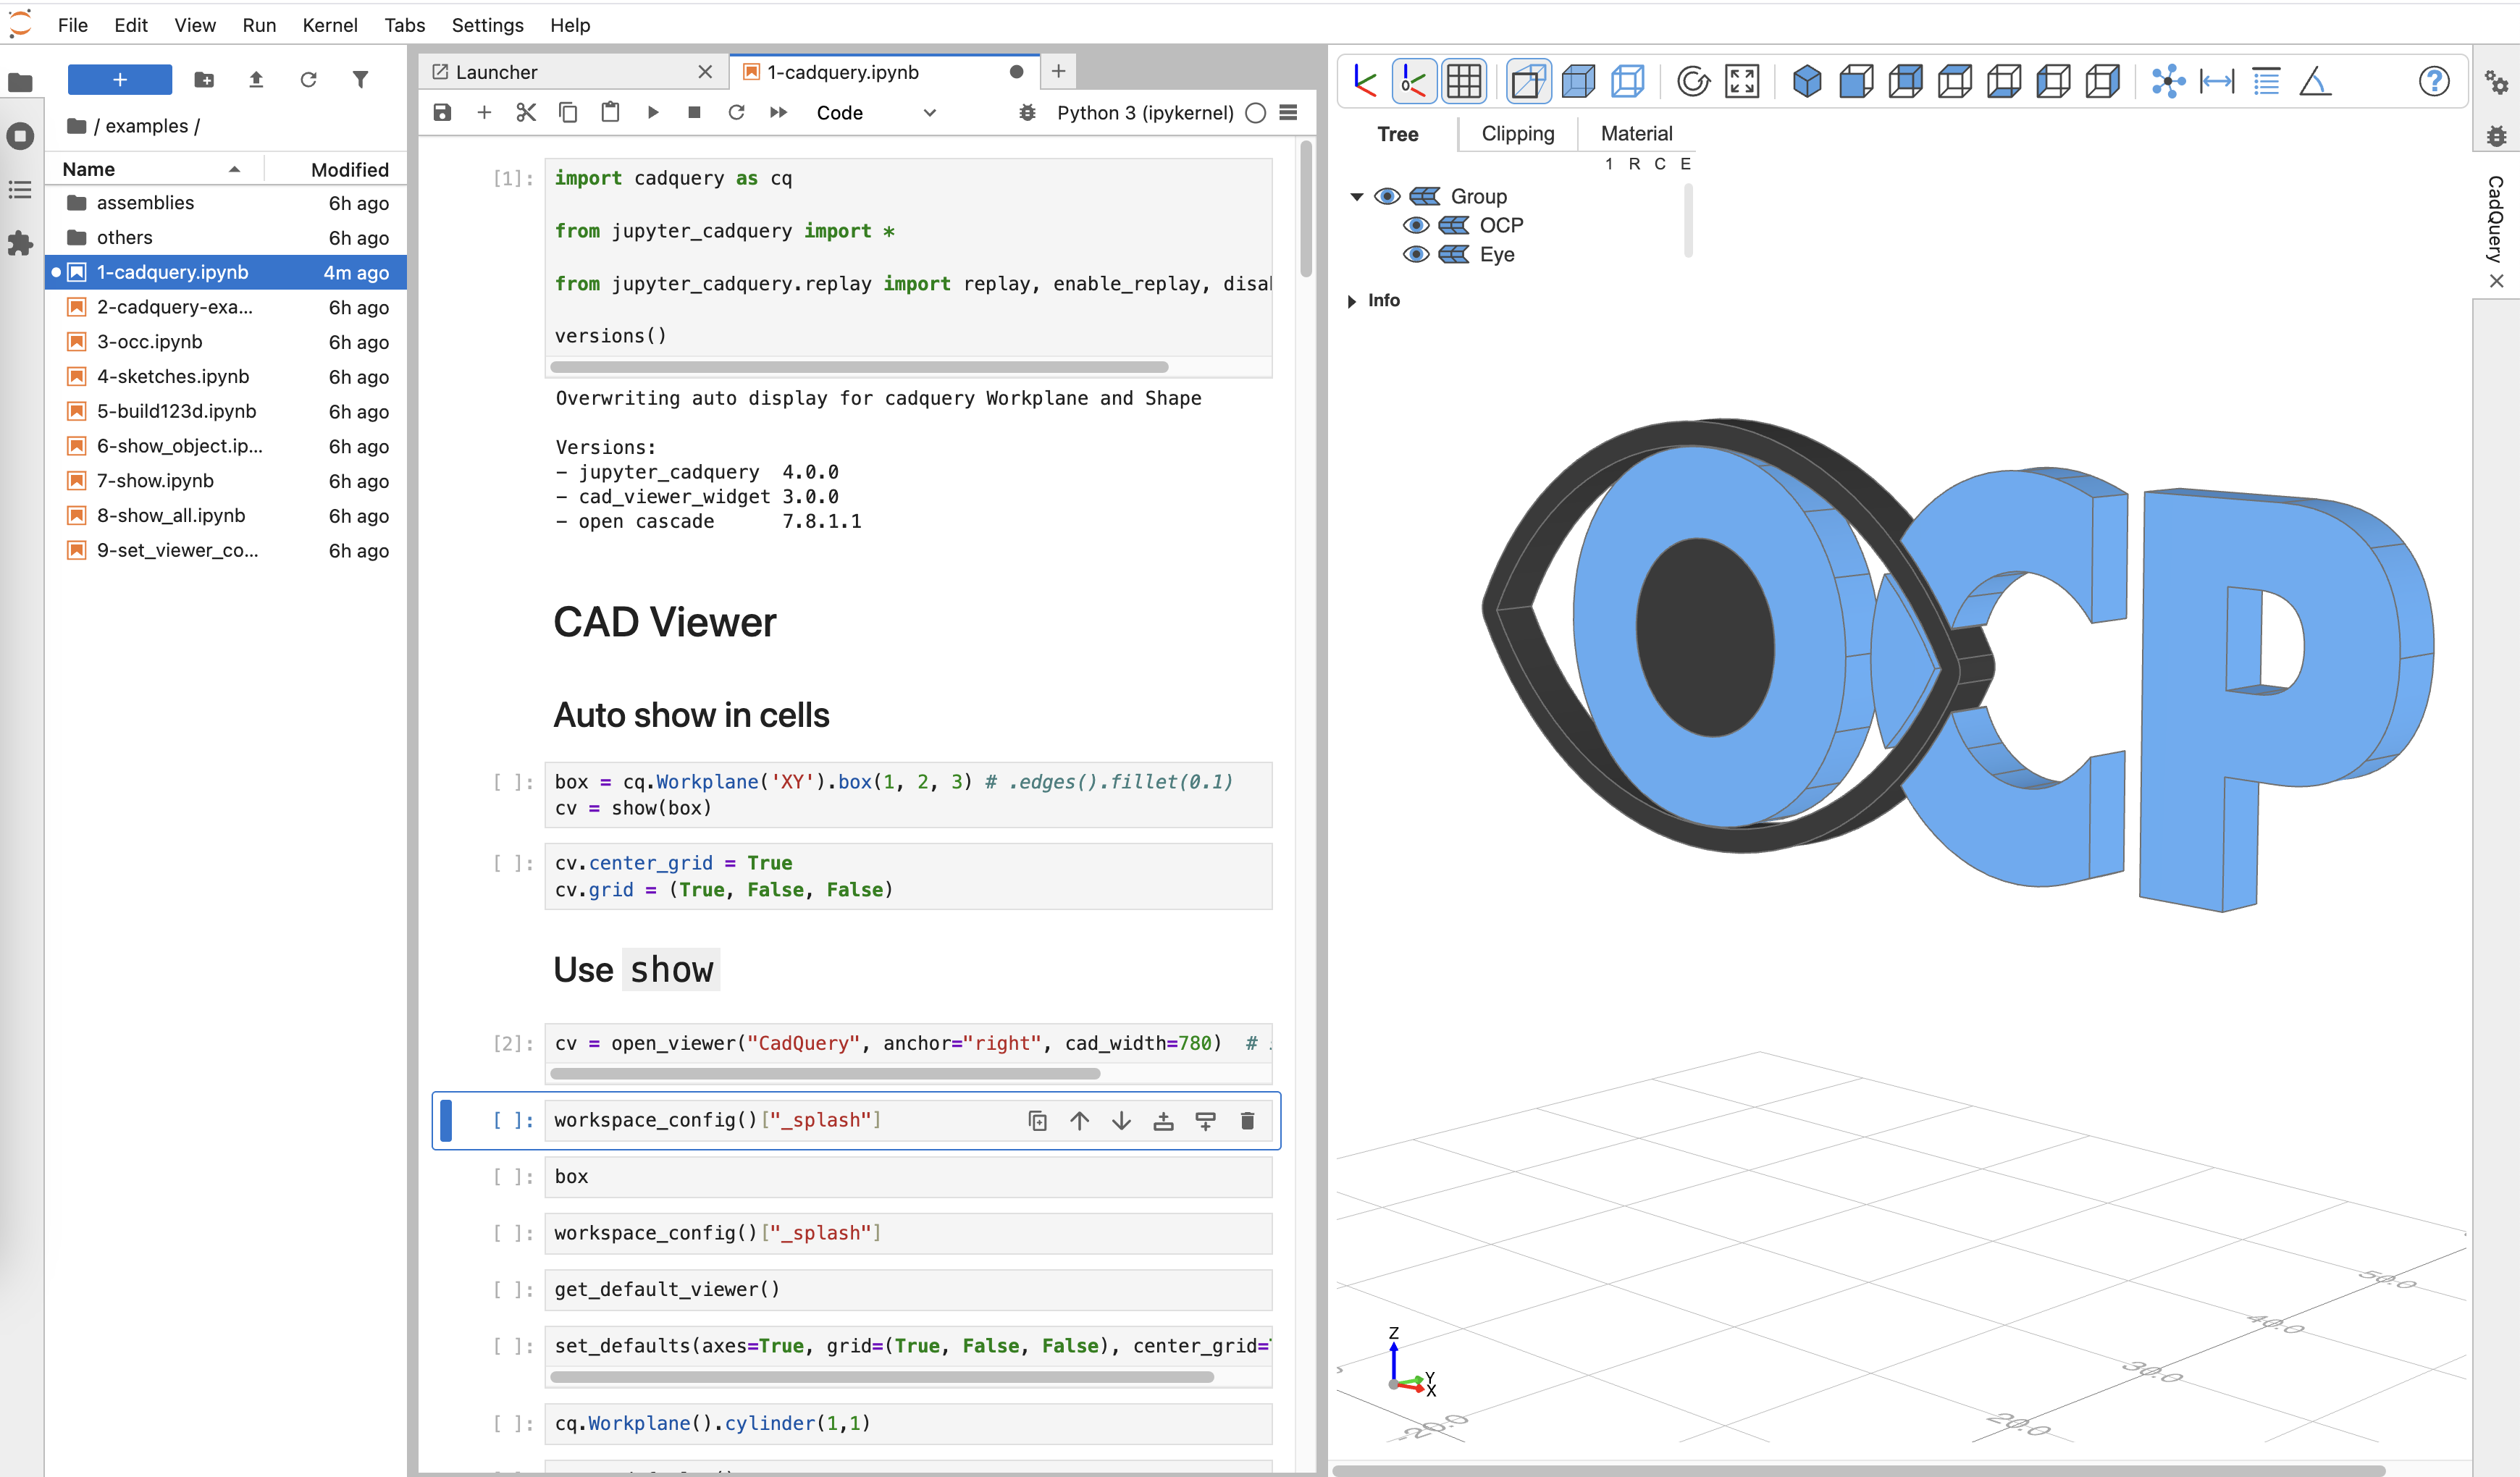 File Edit View Run Kernel Tabs Settings Help
/ examples /
Name Modified
assemblies 6h ago
others 6h ago
1-cadquery.ipynb 4m ago
2-cadquery-exa... 6h ago
3-occ.ipynb 6h ago
4-sketches.ipynb 6h ago
5-build123d.ipynb 6h ago
6-show_object.ip... 6h ago
7-show.ipynb 6h ago
8-show_all.ipynb 6h ago
9-set_viewer_co... 6h ago
Launcher
1-cadquery.ipynb
Code
Python 3 (ipykernel)
[1]:
import cadquery as cq
from jupyter_cadquery import *
from jupyter_cadquery.replay import replay, enable_replay, disa
versions()
Overwriting auto display for cadquery Workplane and Shape
Versions:
- jupyter_cadquery 4.0.0
- cad_viewer_widget 3.0.0
- open cascade 7.8.1.1
CAD Viewer
Auto show in cells
[ ]:
box = cq.Workplane('XY').box(1, 2, 3) # .edges().fillet(0.1)
cv = show(box)
[ ]:
cv.center_grid = True
cv.grid = (True, False, False)
Use show
[2]:
cv = open_viewer("CadQuery", anchor="right", cad_width=780) #
[ ]:
workspace_config()["_splash"]
[ ]:
box
[ ]:
workspace_config()["_splash"]
[ ]:
get_default_viewer()
[ ]:
set_defaults(axes=True, grid=(True, False, False), center_grid=
[ ]:
cq.Workplane().cylinder(1,1)
Tree
Clipping
Material
1 R C E
Group
OCP
Eye
Info
OCP
50.0
40.0
30.0
20.0
-20.0
Z
Y
X
CadQuery